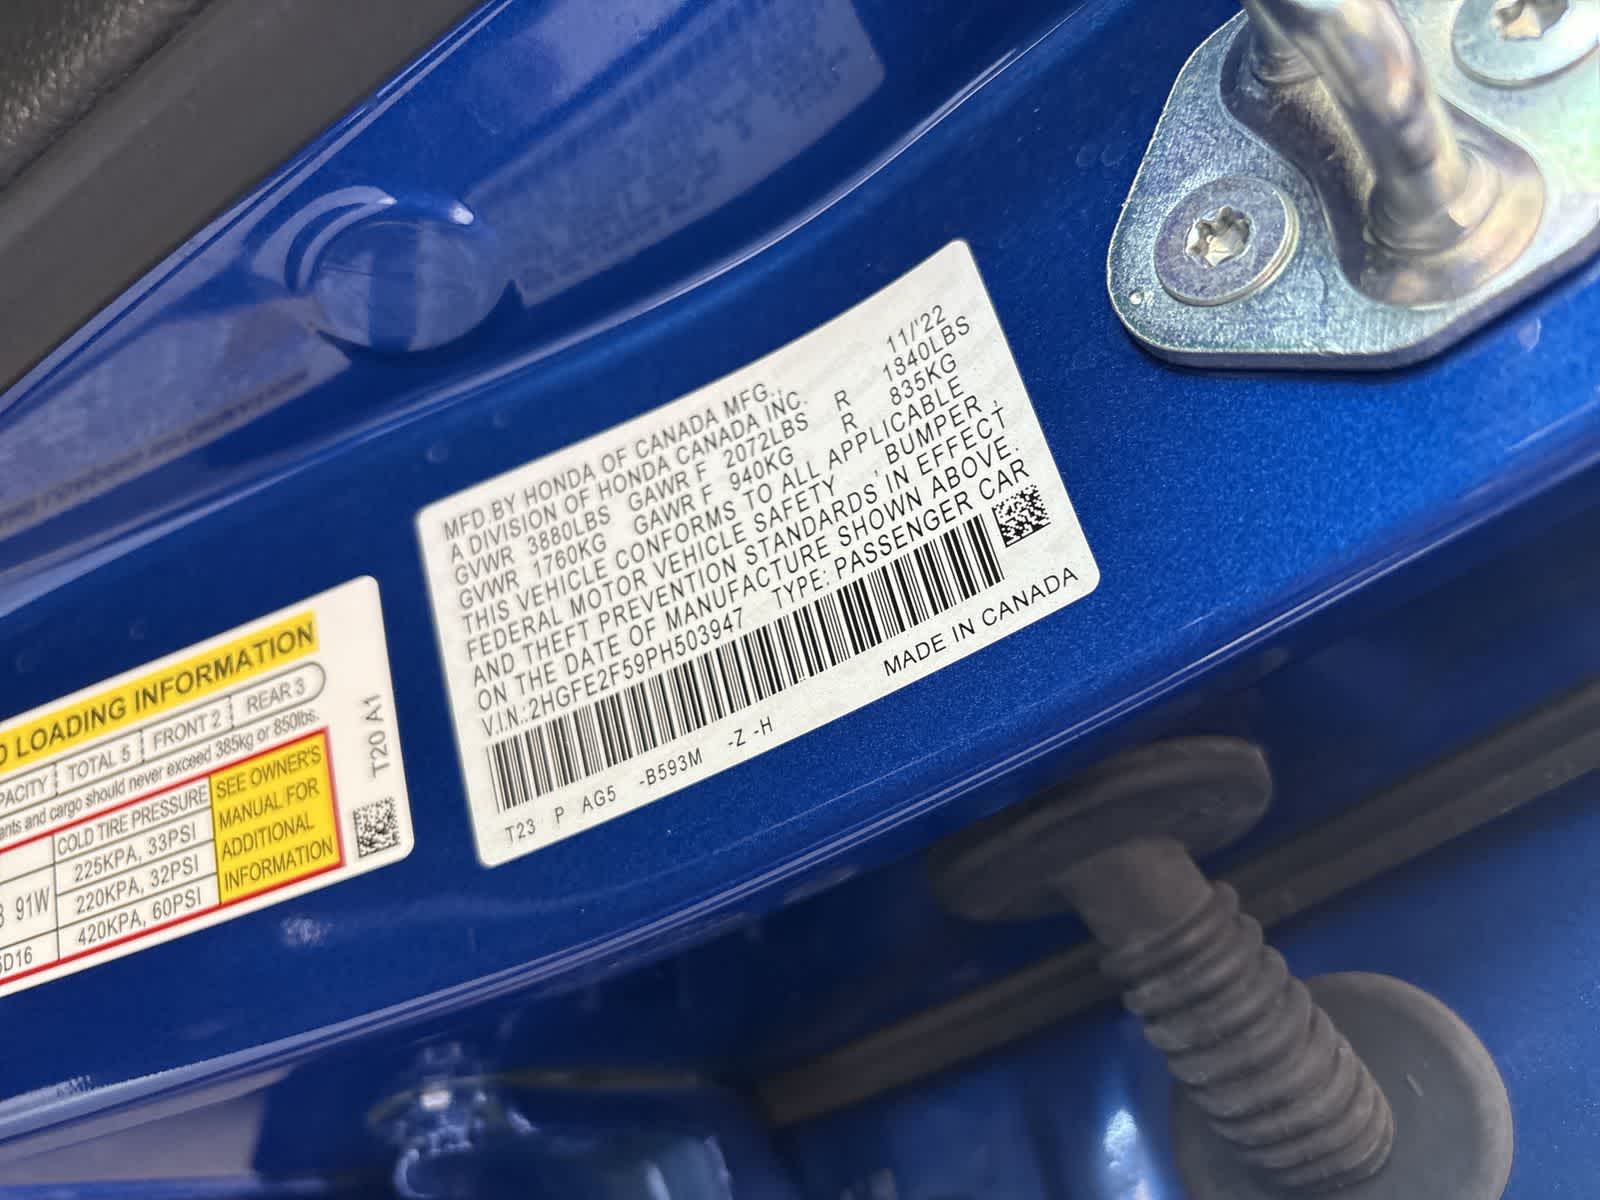 MFD.BY HONDA OF CANADA MFG., 11/'22
A DIVISION OF HONDA CANADA INC.
GVWR 3880LBS GAWR F 2072LBS R 1840LBS
GVWR 1760KG GAWR F 940KG R 835KG
THIS VEHICLE CONFORMS TO ALL APPLICABLE
FEDERAL MOTOR VEHICLE SAFETY , BUMPER,
AND THEFT PREVENTION STANDARDS IN EFFECT
ON THE DATE OF MANUFACTURE SHOWN ABOVE.
V.I.N.:2HGFE2F59PH503947 TYPE: PASSENGER CAR
MADE IN CANADA
T23 P AG5 -B593M -Z -H
LOADING INFORMATION
TOTAL 5 FRONT 2 REAR 3
and cargo should never exceed 385kg or 850lbs.
COLD TIRE PRESSURE
91W 225KPA, 33PSI
220KPA, 32PSI
420KPA, 60PSI
SEE OWNER'S
MANUAL FOR
ADDITIONAL
INFORMATION
T20 A1